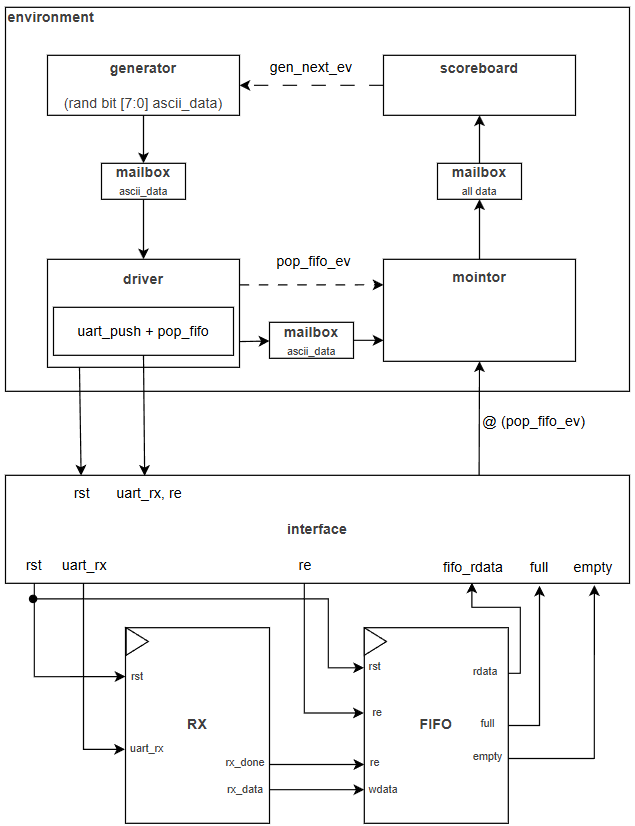 environment
generator
(rand bit [7:0] ascii_data)
gen_next_ev
scoreboard
mailbox
ascii_data
mailbox
all data
driver
uart_push + pop_fifo
pop_fifo_ev
mailbox
ascii_data
mointor
@ (pop_fifo_ev)
rst
uart_rx, re
interface
rst
uart_rx
re
fifo_rdata
full
empty
rst
RX
uart_rx
rx_done
rx_data
rst
re
FIFO
re
wdata
rdata
full
empty